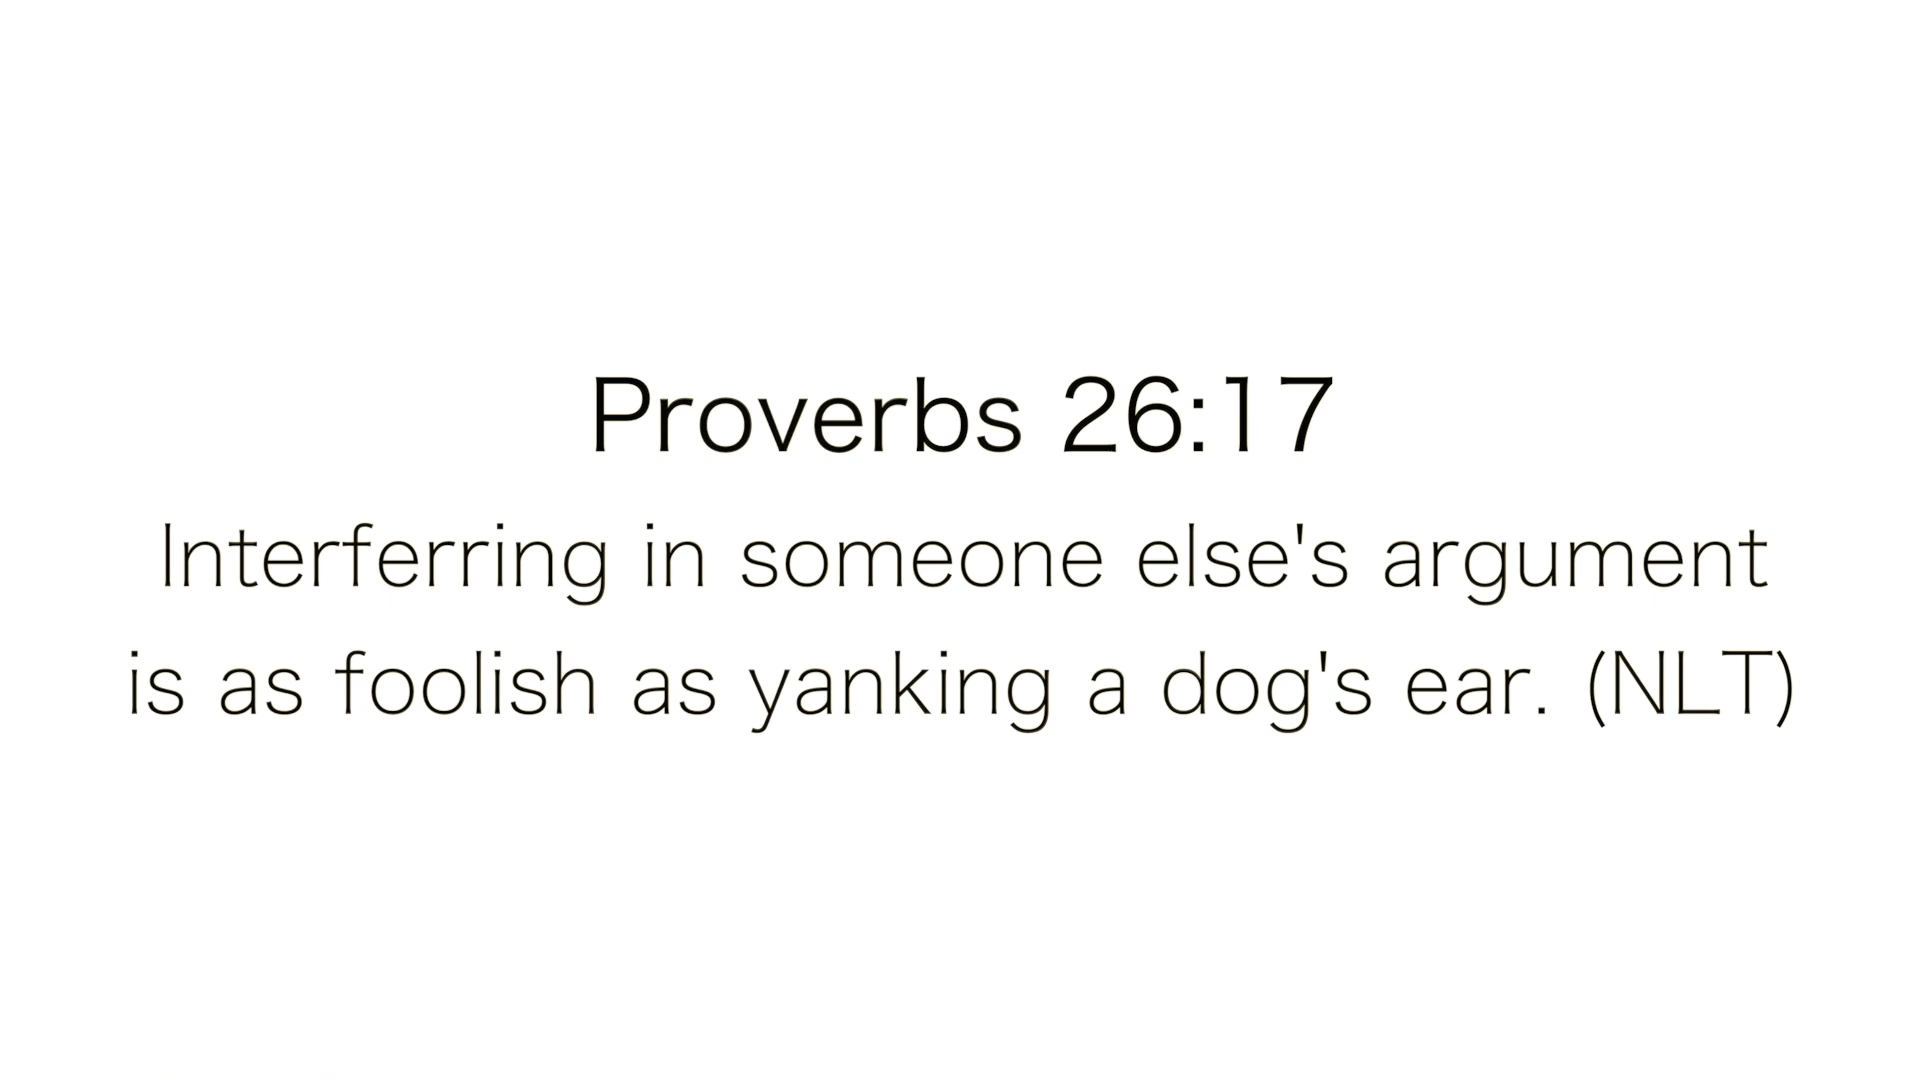 Proverbs 26:17
Interferring in someone else's argument
is as foolish as yanking a dog's ear. (NLT)